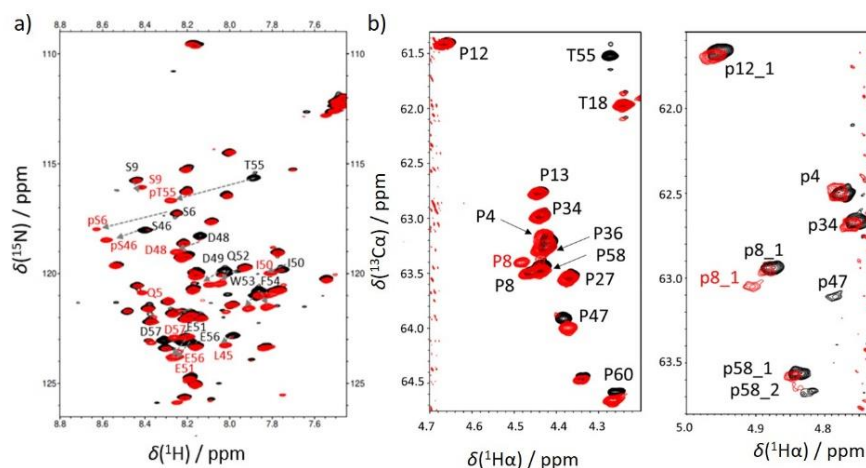 a)
8.8 8.6 8.4 8.2 8.0 7.8 7.6
110
115
120
125
δ(¹⁵N) / ppm
S9
S9
pT55
T55
pS6
S6
S46
pS46
D48
D48
D49
Q52
I50
I50
Q5
W53
F54
D57
D57
E51
E56
E56
L45
E51
110
115
120
125
8.8 8.6 8.4 8.2 8.0 7.8 7.6
δ(¹H) / ppm
b)
61.5
62.0
62.5
63.0
63.5
64.0
64.5
δ(¹³Cα) / ppm
P12
T55
T18
P13
P34
P4
P36
P8
P58
P8
P27
P47
P60
4.7 4.6 4.5 4.4 4.3
δ(¹Hα) / ppm
62.0
62.5
63.0
63.5
p12_1
p4
p34
p8_1
p8_1
p47
p58_1
p58_2
5.0 4.9 4.8
δ(¹Hα) / ppm